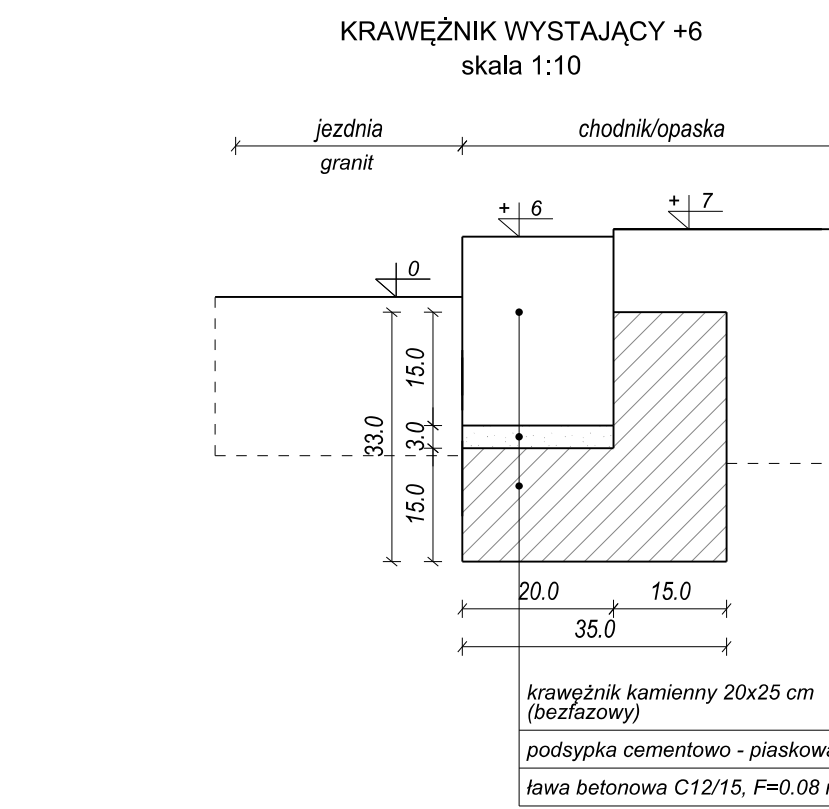 KRAWĘŻNIK WYSTAJĄCY +6
skala 1:10
jezdnia
chodnik/opaska
granit
+ 6
+ 7
0
15.0
33.0
3.0
15.0
20.0
15.0
35.0
krawężnik kamienny 20x25 cm
(bezfazowy)
podsypka cementowo - piaskowa
ława betonowa C12/15, F=0.08